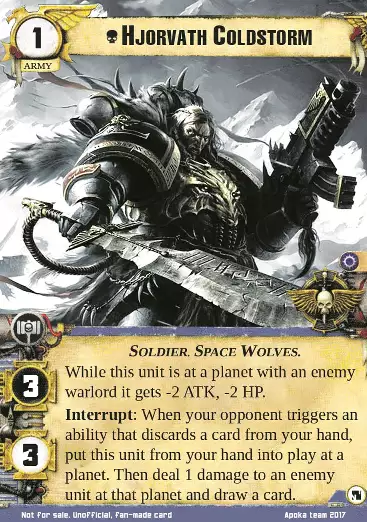 1
ARMY
Hjorvath Coldstorm
Soldier. Space Wolves.
3
While this unit is at a planet with an enemy
warlord it gets -2 ATK, -2 HP.
Interrupt: When your opponent triggers an
ability that discards a card from your hand,
put this unit from your hand into play at a
planet. Then deal 1 damage to an enemy
unit at that planet and draw a card.
3
Not for sale. Unofficial, fan-made card
Apoka team 2017